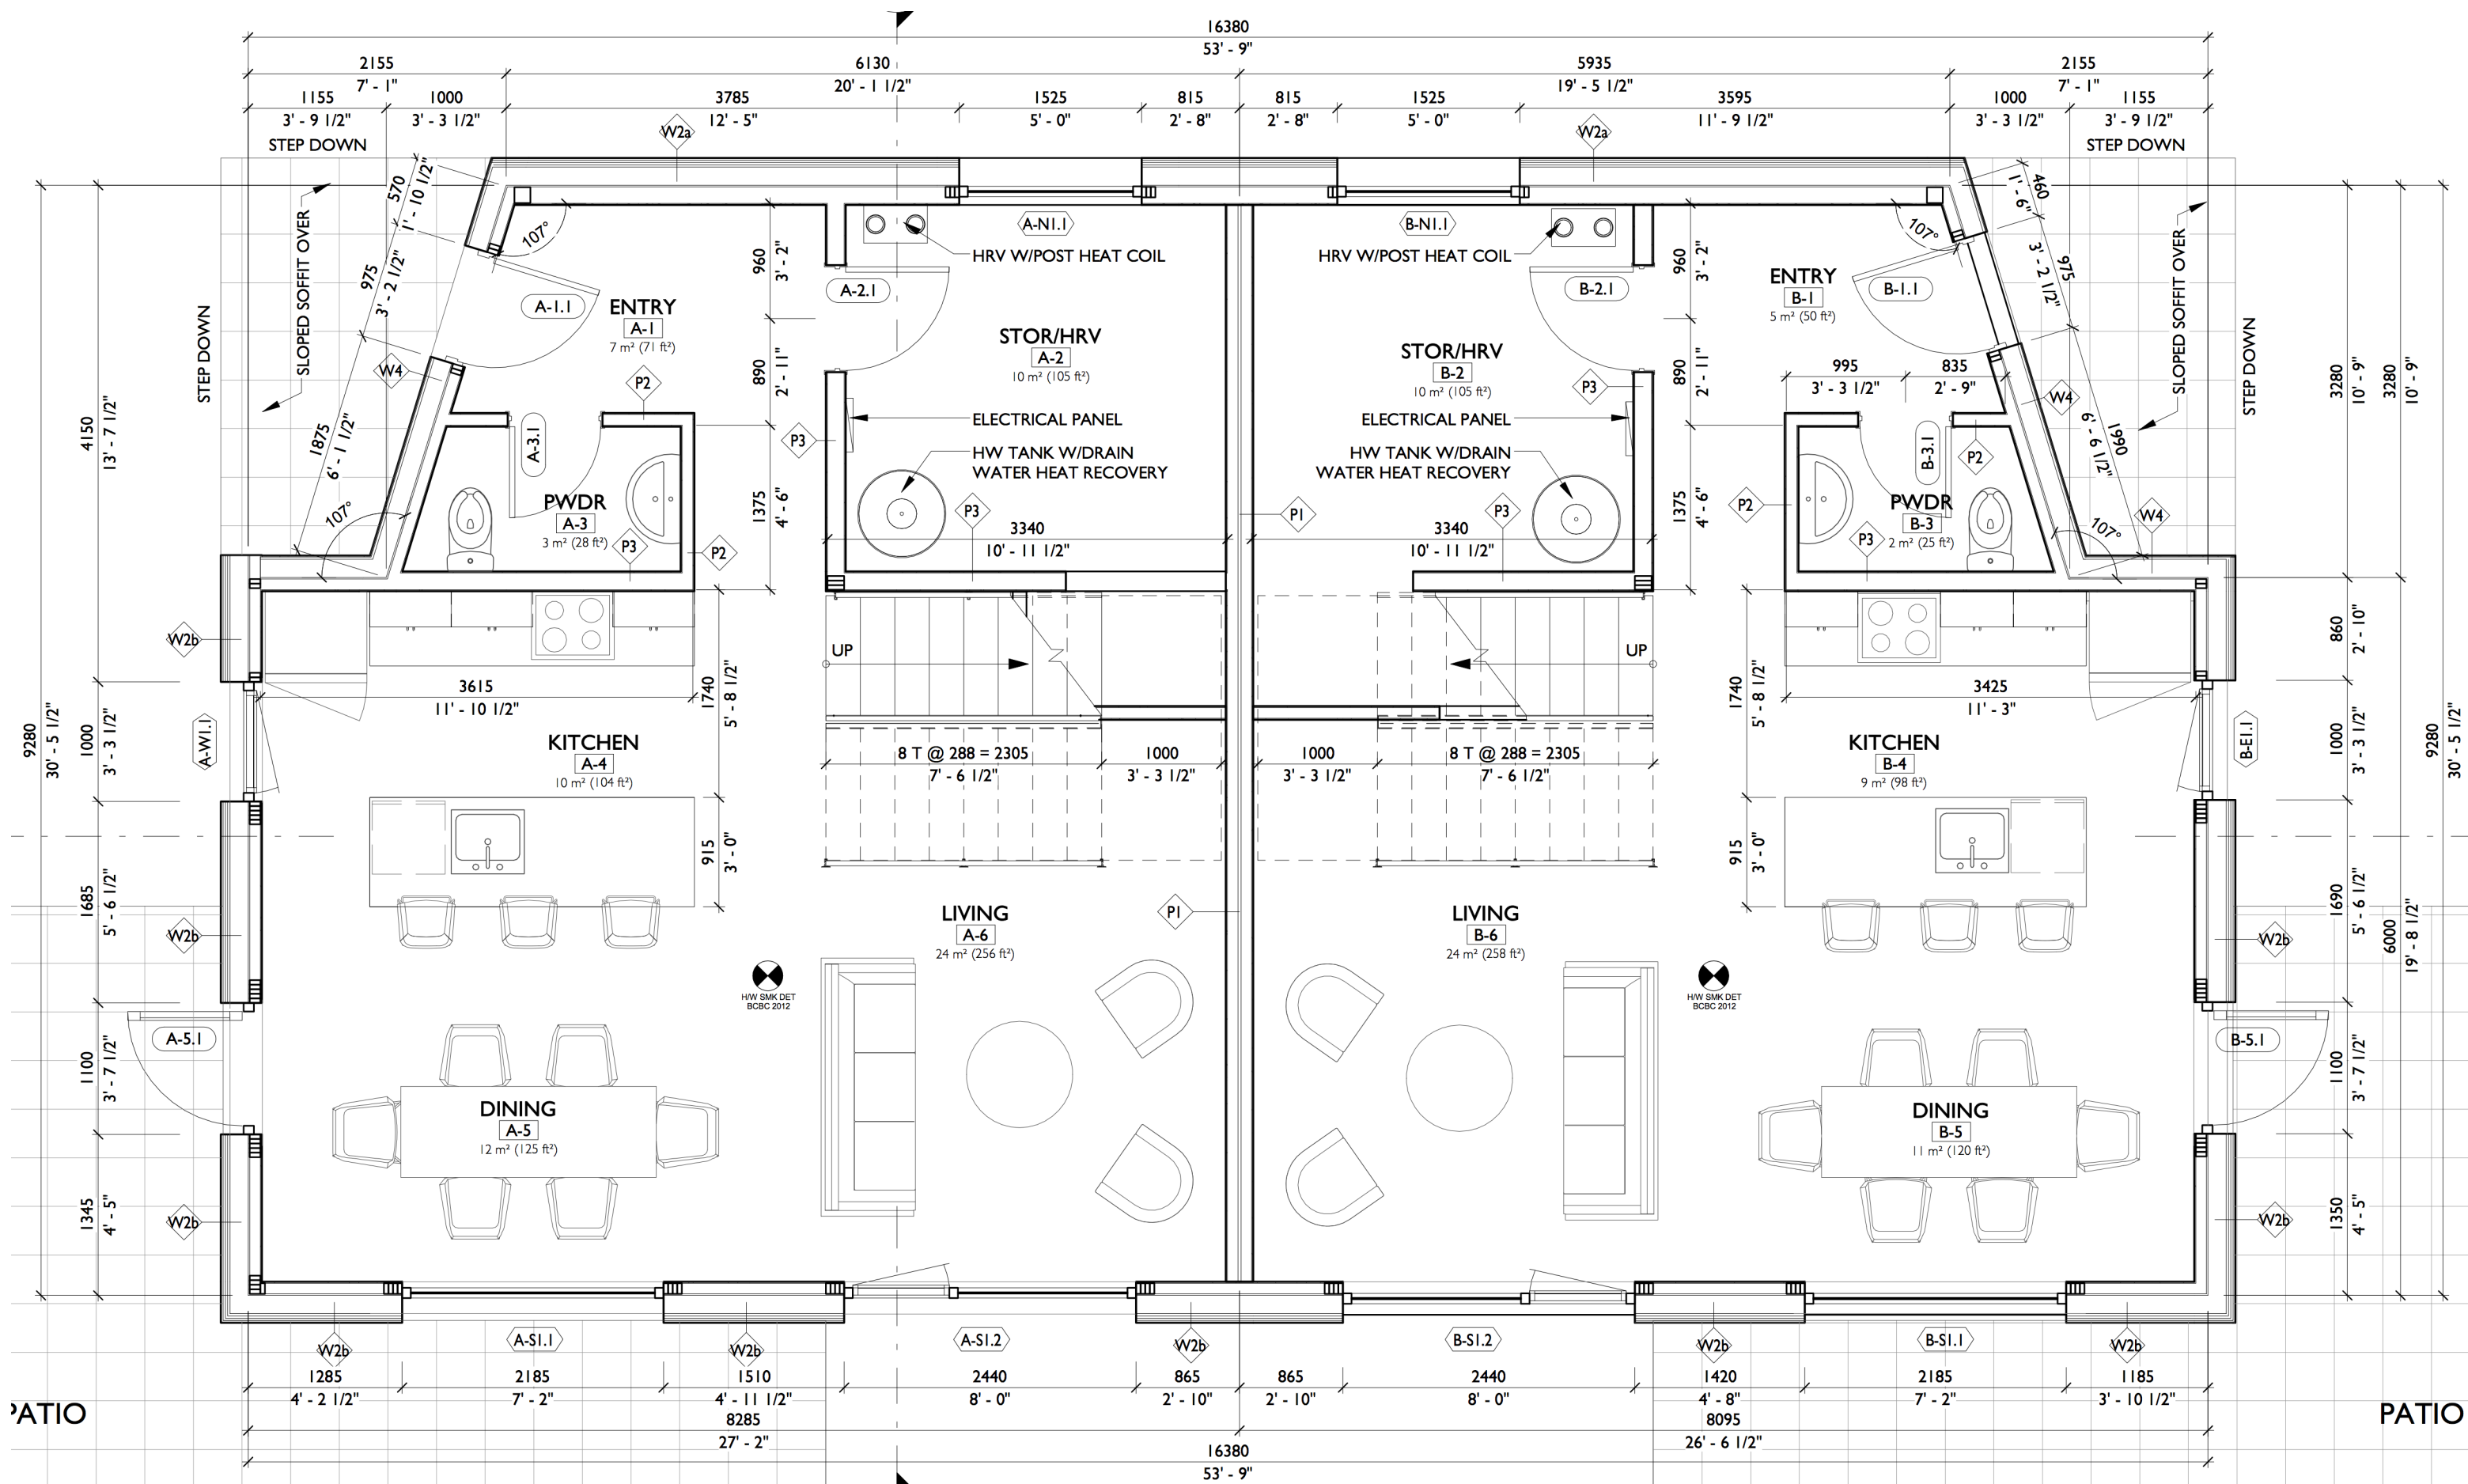 16380
53' - 9"
2155
7' - 1"
6130
20' - 1 1/2"
5935
19' - 5 1/2"
2155
7' - 1"
1155
3' - 9 1/2"
1000
3' - 3 1/2"
3785
12' - 5"
1525
5' - 0"
815
2' - 8"
815
2' - 8"
1525
5' - 0"
3595
11' - 9 1/2"
1000
3' - 3 1/2"
1155
3' - 9 1/2"
STEP DOWN
W2a
W2a
STEP DOWN
570
1' - 10 1/2"
975
3' - 2 1/2"
1875
6' - 1 1/2"
SLOPED SOFFIT OVER
STEP DOWN
107°
107°
W4
A-1.1
ENTRY
A-1
7 m² (71 ft²)
P2
960
3' - 2"
890
2' - 11"
1375
4' - 6"
A-2.1
A-N1.1
HRV W/POST HEAT COIL
STOR/HRV
A-2
10 m² (105 ft²)
ELECTRICAL PANEL
P3
HW TANK W/DRAIN
WATER HEAT RECOVERY
P3
3340
10' - 11 1/2"
A-3.1
PWDR
A-3
3 m² (28 ft²)
P3
P2
B-N1.1
HRV W/POST HEAT COIL
B-2.1
STOR/HRV
B-2
10 m² (105 ft²)
P3
ELECTRICAL PANEL
HW TANK W/DRAIN
WATER HEAT RECOVERY
P1
P3
3340
10' - 11 1/2"
960
3' - 2"
890
2' - 11"
1375
4' - 6"
ENTRY
B-1
5 m² (50 ft²)
B-1.1
107°
460
1' - 6"
975
3' - 2 1/2"
1990
6' - 6 1/2"
SLOPED SOFFIT OVER
STEP DOWN
995
3' - 3 1/2"
835
2' - 9"
W4
B-3.1
P2
P2
PWDR
B-3
2 m² (25 ft²)
P3
107°
W4
3280
10' - 9"
3280
10' - 9"
4150
13' - 7 1/2"
9280
30' - 5 1/2"
1000
3' - 3 1/2"
1685
5' - 6 1/2"
1100
3' - 7 1/2"
1345
4' - 5"
W2b
A-W1.1
3615
11' - 10 1/2"
1740
5' - 8 1/2"
KITCHEN
A-4
10 m² (104 ft²)
915
3' - 0"
UP
8 T @ 288 = 2305
7' - 6 1/2"
1000
3' - 3 1/2"
UP
1000
3' - 3 1/2"
8 T @ 288 = 2305
7' - 6 1/2"
1740
5' - 8 1/2"
915
3' - 0"
3425
11' - 3"
KITCHEN
B-4
9 m² (98 ft²)
B-E1.1
860
2' - 10"
1000
3' - 3 1/2"
1690
5' - 6 1/2"
1100
3' - 7 1/2"
1350
4' - 5"
6000
19' - 8 1/2"
9280
30' - 5 1/2"
W2b
LIVING
A-6
24 m² (256 ft²)
P1
LIVING
B-6
24 m² (258 ft²)
W2b
H/W SMK DET
BCBC 2012
H/W SMK DET
BCBC 2012
A-5.1
B-5.1
DINING
A-5
12 m² (125 ft²)
DINING
B-5
11 m² (120 ft²)
W2b
W2b
W2b
A-S1.1
W2b
A-S1.2
W2b
B-S1.2
W2b
B-S1.1
W2b
1285
4' - 2 1/2"
2185
7' - 2"
1510
4' - 11 1/2"
2440
8' - 0"
865
2' - 10"
865
2' - 10"
2440
8' - 0"
1420
4' - 8"
2185
7' - 2"
1185
3' - 10 1/2"
PATIO
PATIO
8285
27' - 2"
8095
26' - 6 1/2"
16380
53' - 9"